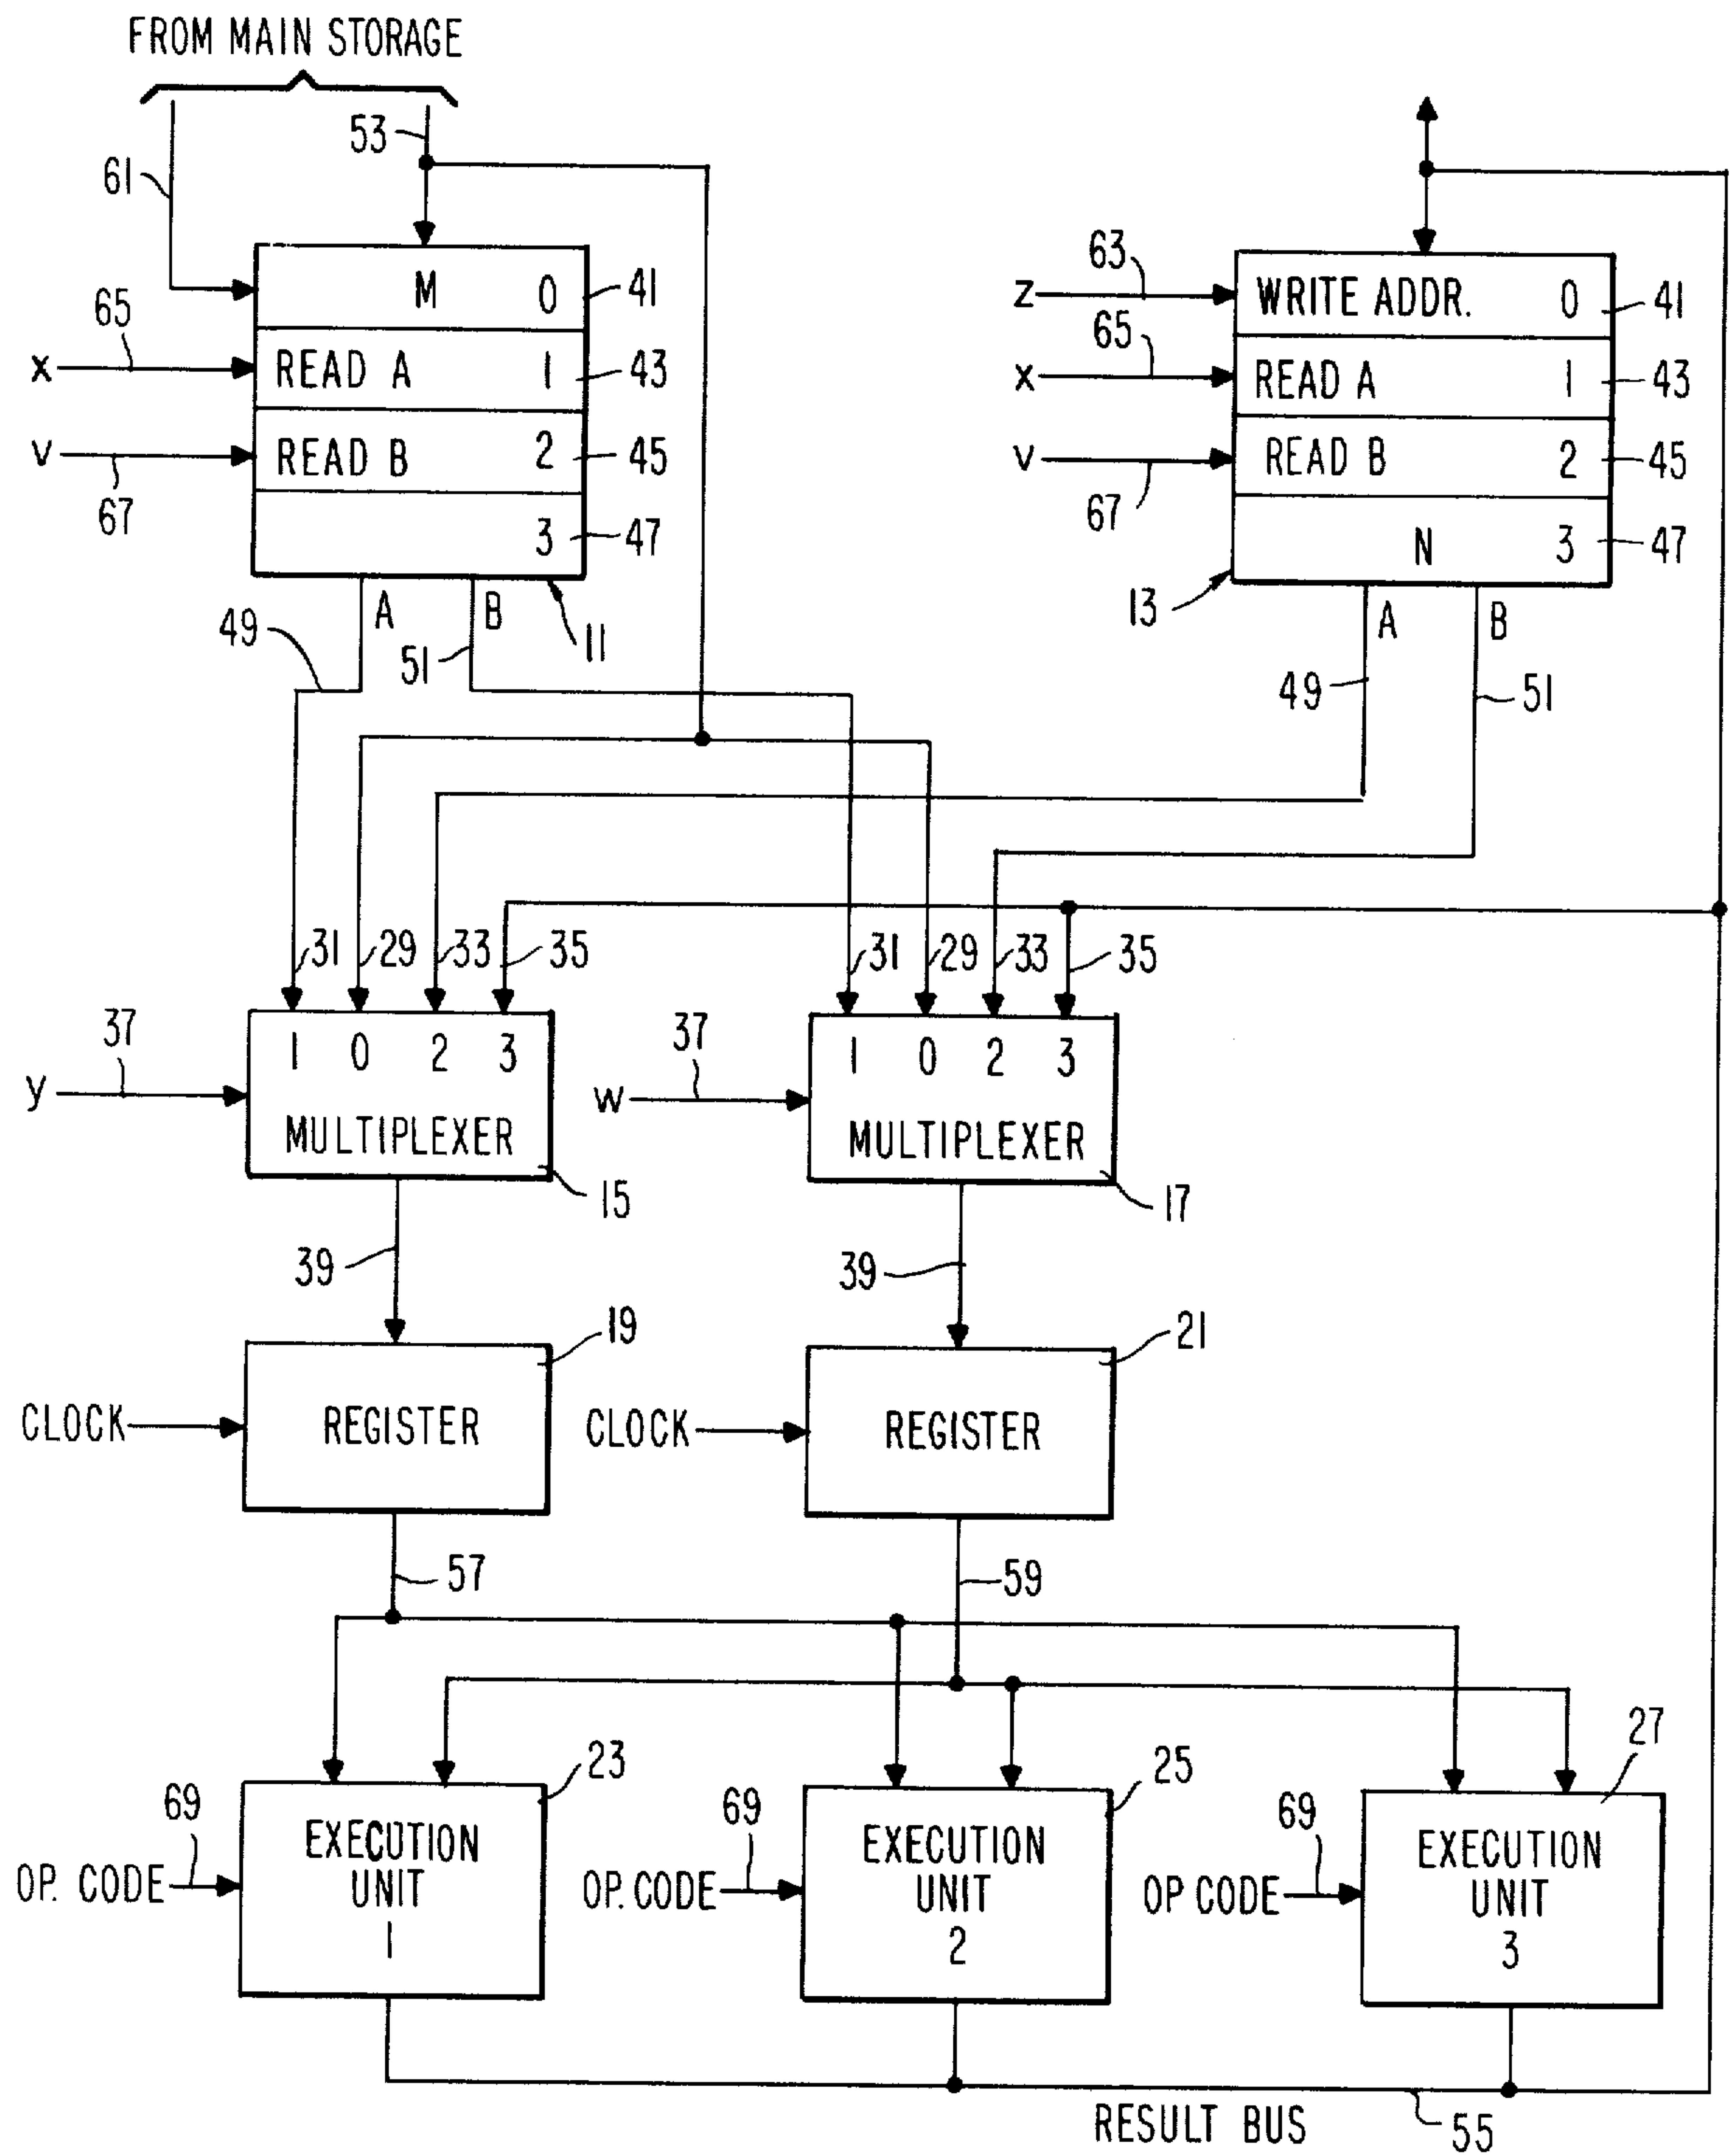 FROM MAIN STORAGE
53
61
M 0 41
65
X READ A 1 43
V READ B 2 45
67
3 47
A B
49 51 11
63
Z WRITE ADDR. 0 41
65
X READ A 1 43
V READ B 2 45
67
N 3 47
13 A B
49 51
31 29 33 35
31 29 33 35
37
y 1 0 2 3
MULTIPLEXER
15
37
w 1 0 2 3
MULTIPLEXER
17
39
39
19
CLOCK REGISTER
21
CLOCK REGISTER
57
59
23
69
OP. CODE EXECUTION
UNIT
1
25
69
OP. CODE EXECUTION
UNIT
2
27
69
OP CODE EXECUTION
UNIT
3
RESULT BUS 55